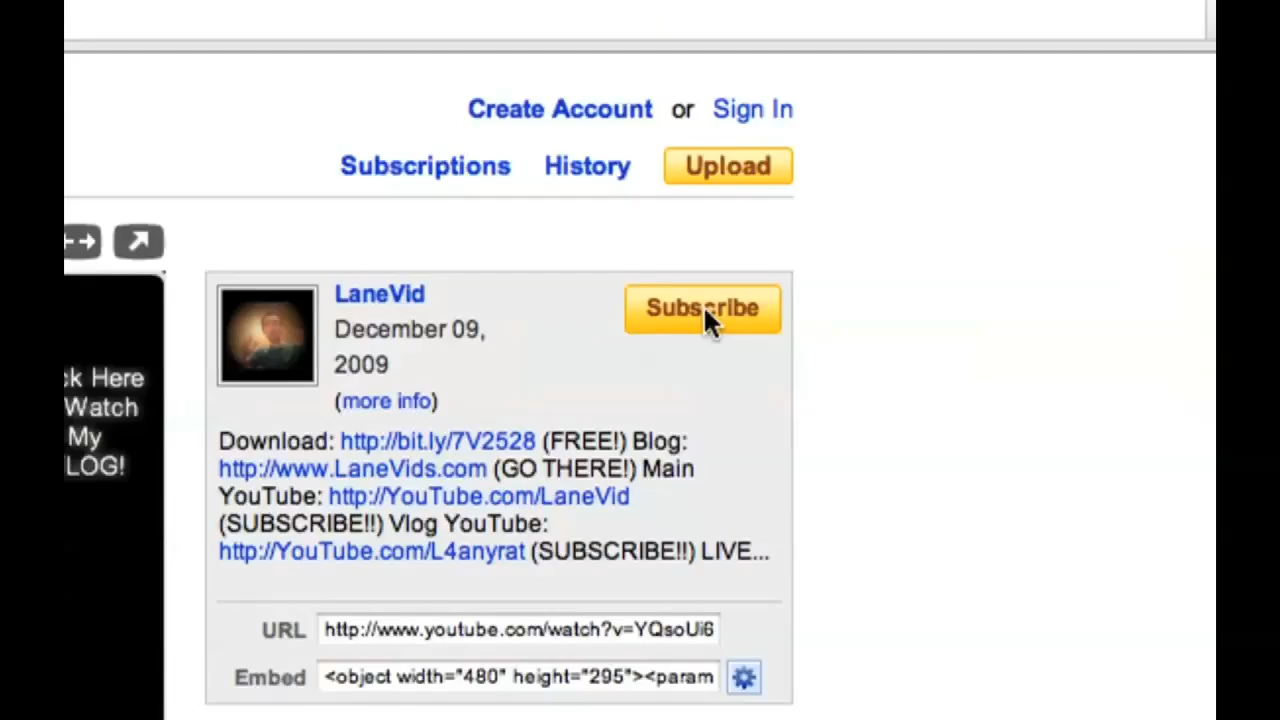 Create Account or Sign In
Subscriptions History Upload
LaneVid Subscribe
December 09,
2009
(more info)
ck Here
Watch
My
LOG!
Download: http://bit.ly/7V2528 (FREE!) Blog:
http://www.LaneVids.com (GO THERE!) Main
YouTube: http://YouTube.com/LaneVid
(SUBSCRIBE!!) Vlog YouTube:
http://YouTube.com/L4anyrat (SUBSCRIBE!!) LIVE...
URL http://www.youtube.com/watch?v=YQsoUi6
Embed <object width="480" height="295"><param